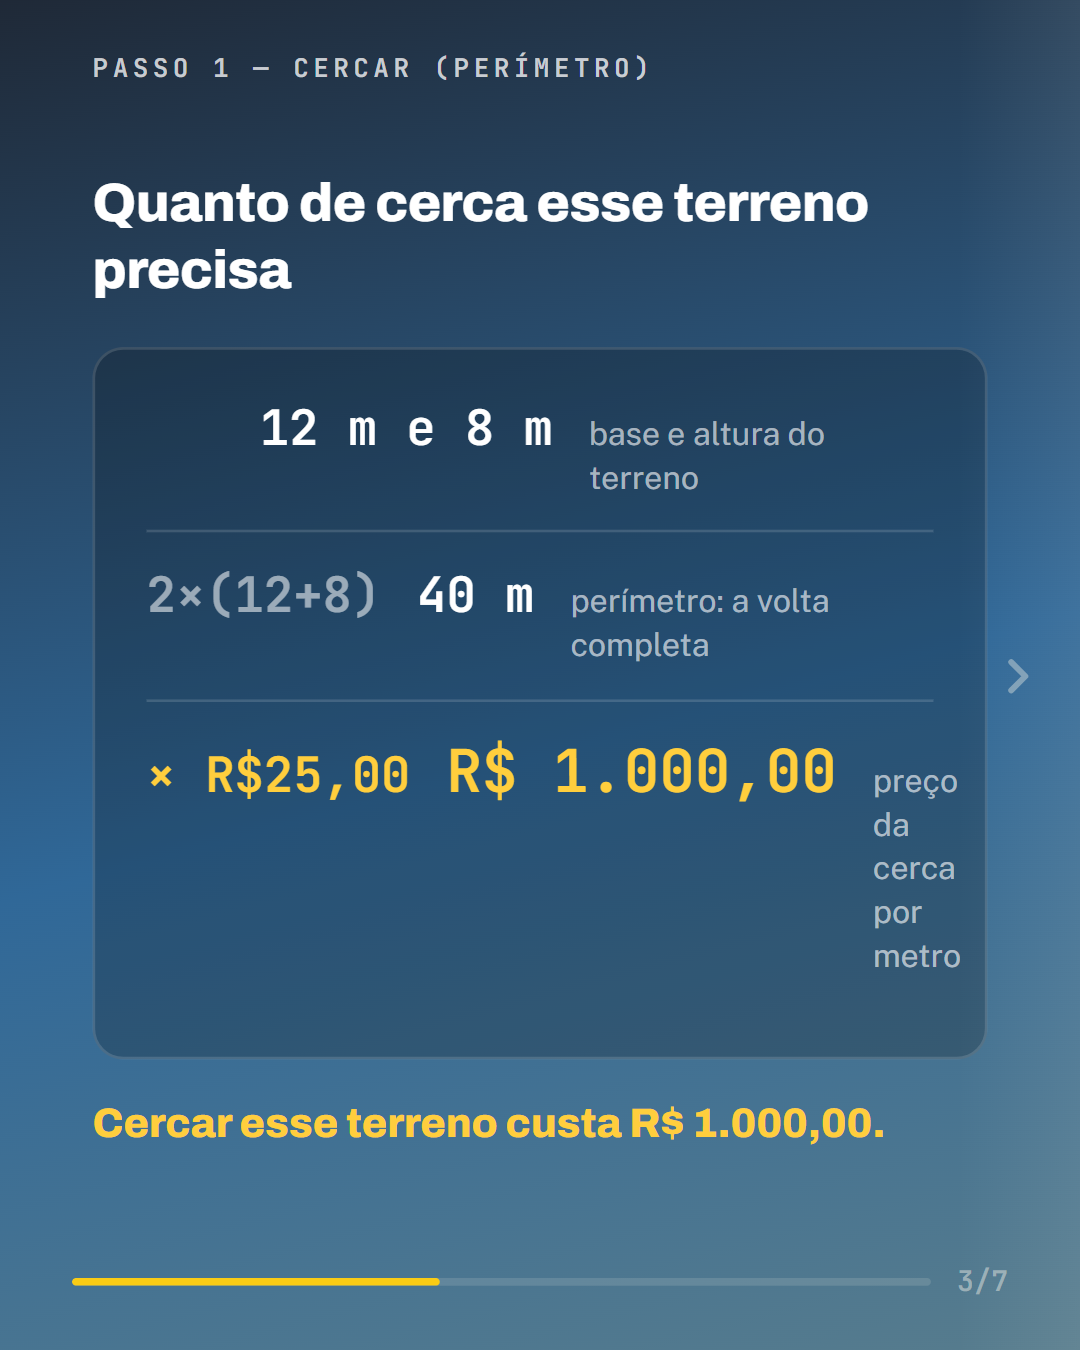 PASSO 1 — CERCAR (PERÍMETRO)
Quanto de cerca esse terreno
precisa
12 m e 8 m base e altura do
terreno
2×(12+8) 40 m perímetro: a volta
completa
× R$25,00 R$ 1.000,00 preço
da
cerca
por
metro
Cercar esse terreno custa R$ 1.000,00.
3/7